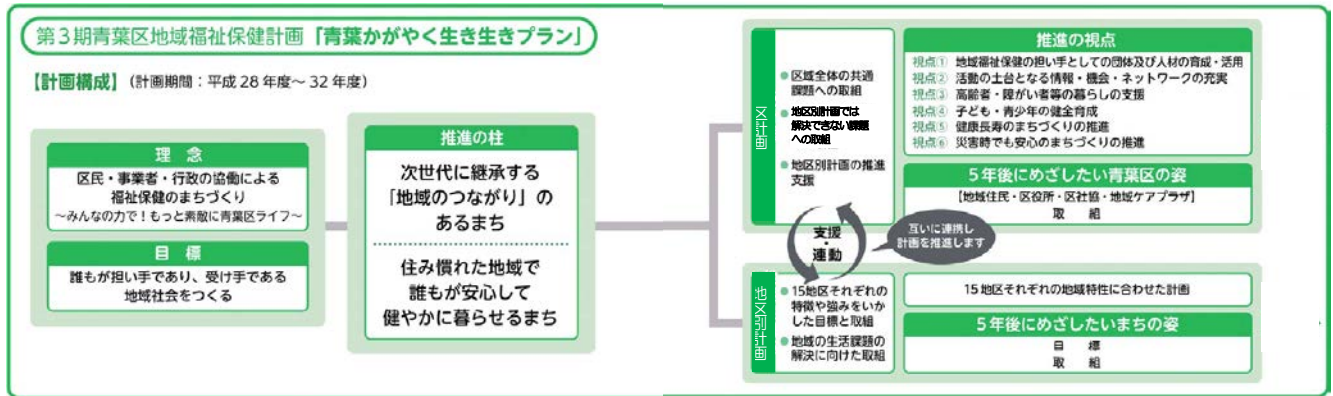 第3期青葉区地域福祉保健計画「青葉かがやく生き生きプラン」
【計画構成】（計画期間：平成28年度～32年度）
理 念
区民・事業者・行政の協働による
福祉保健のまちづくり
～みんなの力で！もっと素敵に青葉区ライフ～
目 標
誰もが担い手であり、受け手である
地域社会をつくる
推進の柱
次世代に継承する
「地域のつながり」の
あるまち
住み慣れた地域で
誰もが安心して
健やかに暮らせるまち
区計画
●区域全体の共通
課題への取組
●地区別計画では
解決できない課題
への取組
●地区別計画の推進
支援
推進の視点
視点① 地域福祉保健の担い手としての団体及び人材の育成・活用
視点② 活動の土台となる情報・機会・ネットワークの充実
視点③ 高齢者・障がい者等の暮らしの支援
視点④ 子ども・青少年の健全育成
視点⑤ 健康長寿のまちづくりの推進
視点⑥ 災害時でも安心のまちづくりの推進
5年後にめざしたい青葉区の姿
【地域住民・区役所・区社協・地域ケアプラザ】
取 組
支援
・
連動
互いに連携し
計画を推進します
地区別計画
●15地区それぞれの
特徴や強みをいか
した目標と取組
●地域の生活課題の
解決に向けた取組
15地区それぞれの地域特性に合わせた計画
5年後にめざしたいまちの姿
目 標
取 組